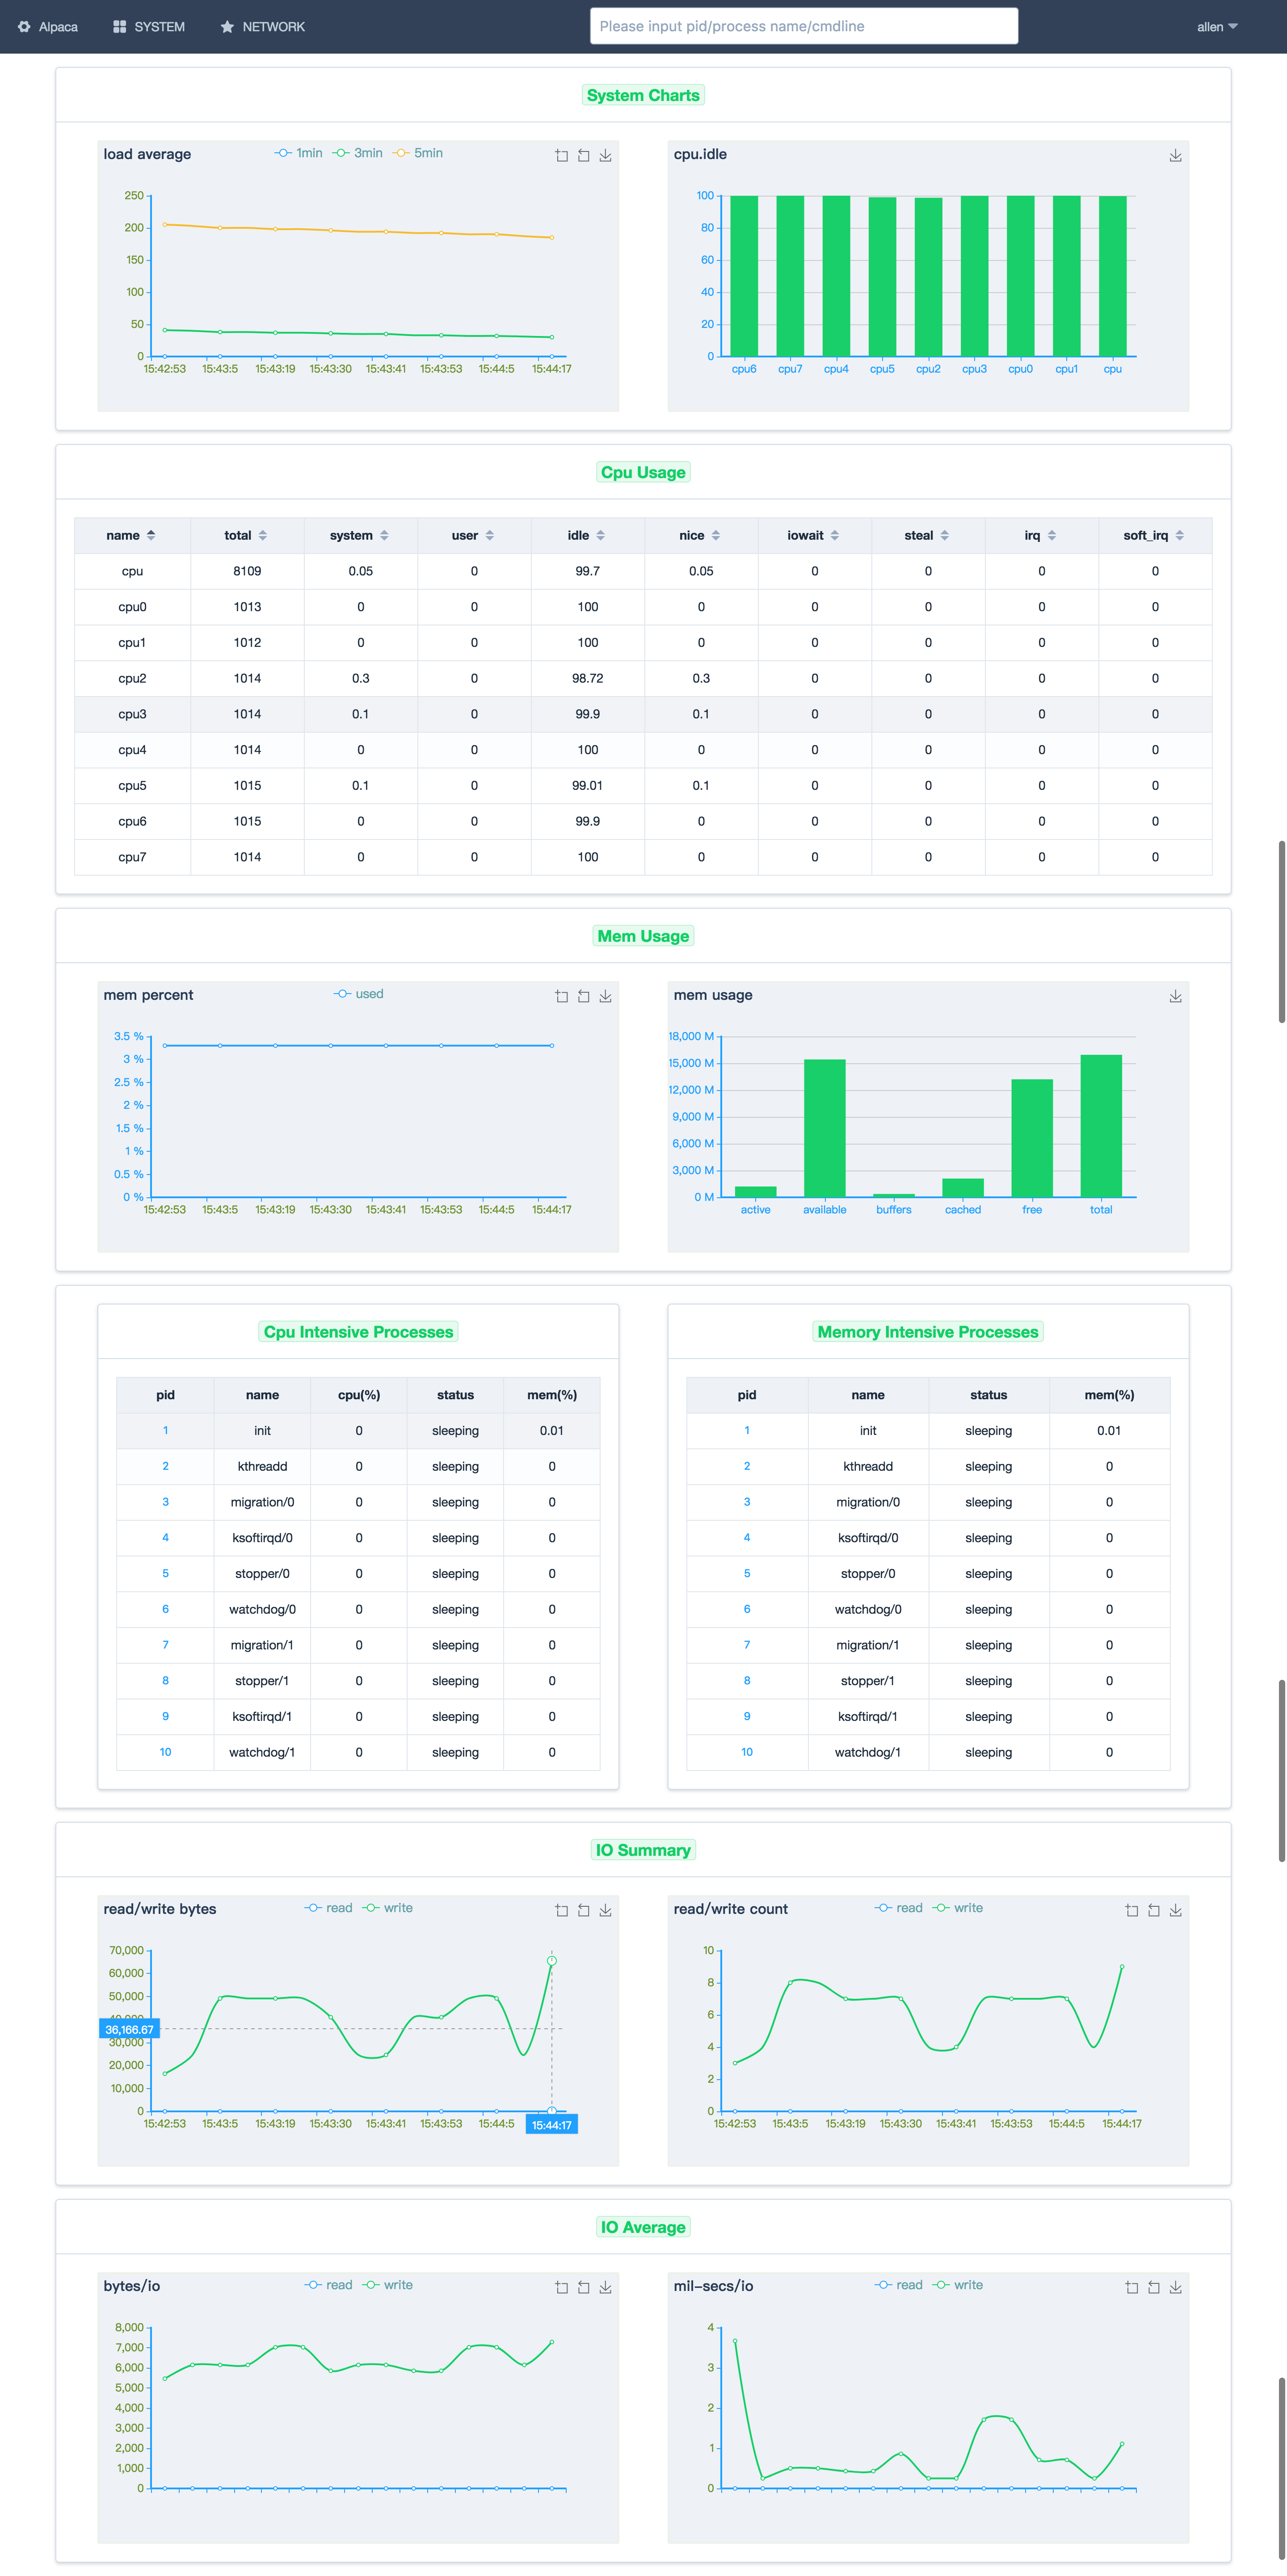 Alpaca SYSTEM NETWORK Please input pid/process name/cmdline allen
System Charts
load average 1min 3min 5min
250
200
150
100
50
0
15:42:53 15:43:5 15:43:19 15:43:30 15:43:41 15:43:53 15:44:5 15:44:17
cpu.idle
100
80
60
40
20
0
cpu6 cpu7 cpu4 cpu5 cpu2 cpu3 cpu0 cpu1 cpu
Cpu Usage
name total system user idle nice iowait steal irq soft_irq
cpu 8109 0.05 0 99.7 0.05 0 0 0 0
cpu0 1013 0 0 100 0 0 0 0 0
cpu1 1012 0 0 100 0 0 0 0 0
cpu2 1014 0.3 0 98.72 0.3 0 0 0 0
cpu3 1014 0.1 0 99.9 0.1 0 0 0 0
cpu4 1014 0 0 100 0 0 0 0 0
cpu5 1015 0.1 0 99.01 0.1 0 0 0 0
cpu6 1015 0 0 99.9 0 0 0 0 0
cpu7 1014 0 0 100 0 0 0 0 0
Mem Usage
mem percent used
3.5 %
3 %
2.5 %
2 %
1.5 %
1 %
0.5 %
0 %
15:42:53 15:43:5 15:43:19 15:43:30 15:43:41 15:43:53 15:44:5 15:44:17
mem usage
18,000 M
15,000 M
12,000 M
9,000 M
6,000 M
3,000 M
0 M
active available buffers cached free total
Cpu Intensive Processes
pid name cpu(%) status mem(%)
1 init 0 sleeping 0.01
2 kthreadd 0 sleeping 0
3 migration/0 0 sleeping 0
4 ksoftirqd/0 0 sleeping 0
5 stopper/0 0 sleeping 0
6 watchdog/0 0 sleeping 0
7 migration/1 0 sleeping 0
8 stopper/1 0 sleeping 0
9 ksoftirqd/1 0 sleeping 0
10 watchdog/1 0 sleeping 0
Memory Intensive Processes
pid name status mem(%)
1 init sleeping 0.01
2 kthreadd sleeping 0
3 migration/0 sleeping 0
4 ksoftirqd/0 sleeping 0
5 stopper/0 sleeping 0
6 watchdog/0 sleeping 0
7 migration/1 sleeping 0
8 stopper/1 sleeping 0
9 ksoftirqd/1 sleeping 0
10 watchdog/1 sleeping 0
IO Summary
read/write bytes read write
70,000
60,000
50,000
40,000
36,166.67
30,000
20,000
10,000
0
15:42:53 15:43:5 15:43:19 15:43:30 15:43:41 15:43:53 15:44:5 15:44:17
read/write count read write
10
8
6
4
2
0
15:42:53 15:43:5 15:43:19 15:43:30 15:43:41 15:43:53 15:44:5 15:44:17
IO Average
bytes/io read write
8,000
7,000
6,000
5,000
4,000
3,000
2,000
1,000
0
mil-secs/io read write
4
3
2
1
0